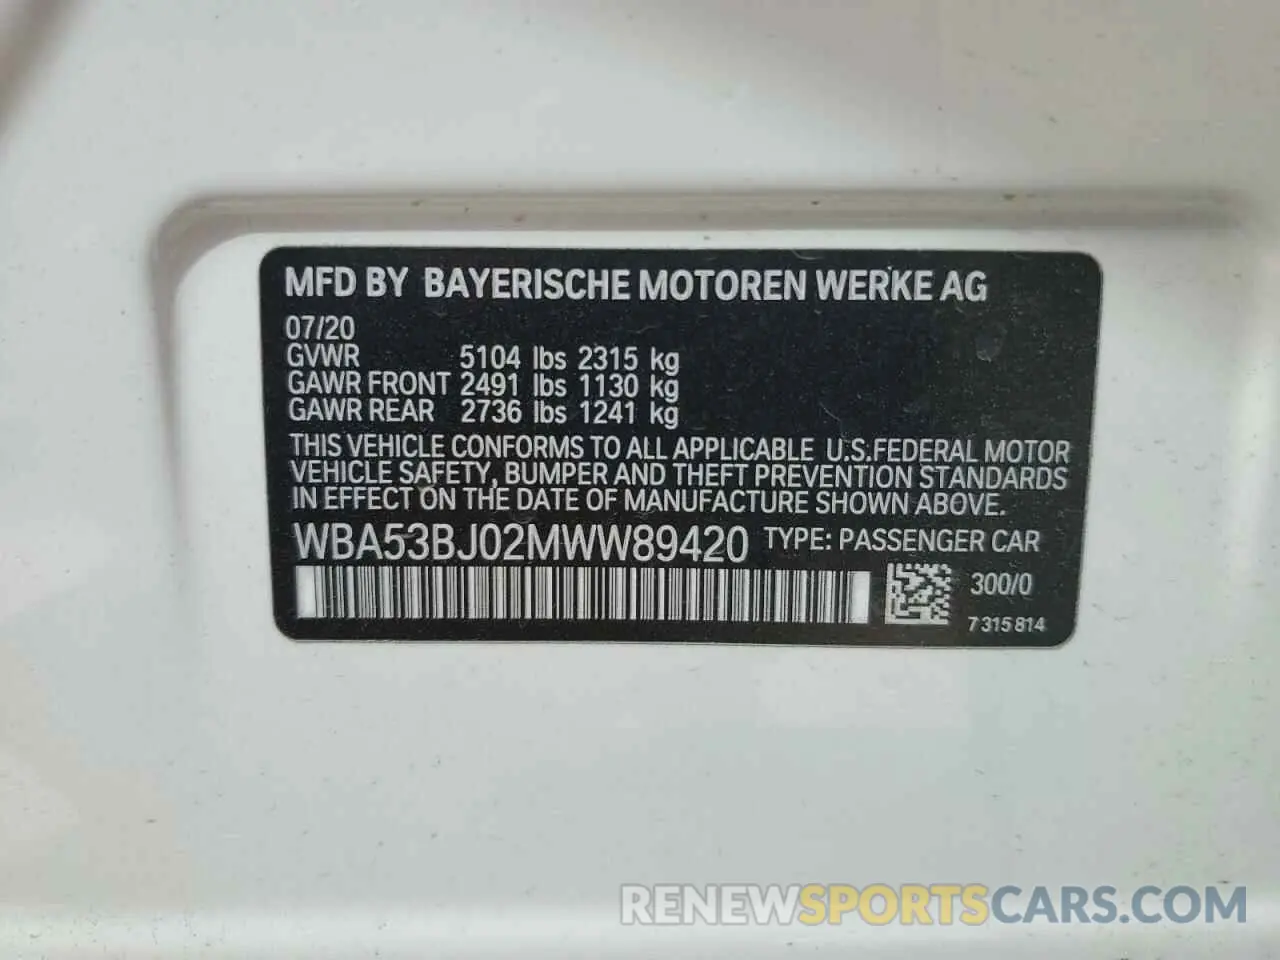 MFD BY BAYERISCHE MOTOREN WERKE AG
07/20
GVWR 5104 lbs 2315 kg
GAWR FRONT 2491 lbs 1130 kg
GAWR REAR 2736 lbs 1241 kg
THIS VEHICLE CONFORMS TO ALL APPLICABLE U.S.FEDERAL MOTOR
VEHICLE SAFETY, BUMPER AND THEFT PREVENTION STANDARDS
IN EFFECT ON THE DATE OF MANUFACTURE SHOWN ABOVE.
WBA53BJ02MWW89420 TYPE: PASSENGER CAR
300/0
7 315 814
RENEWSPORTSCARS.COM